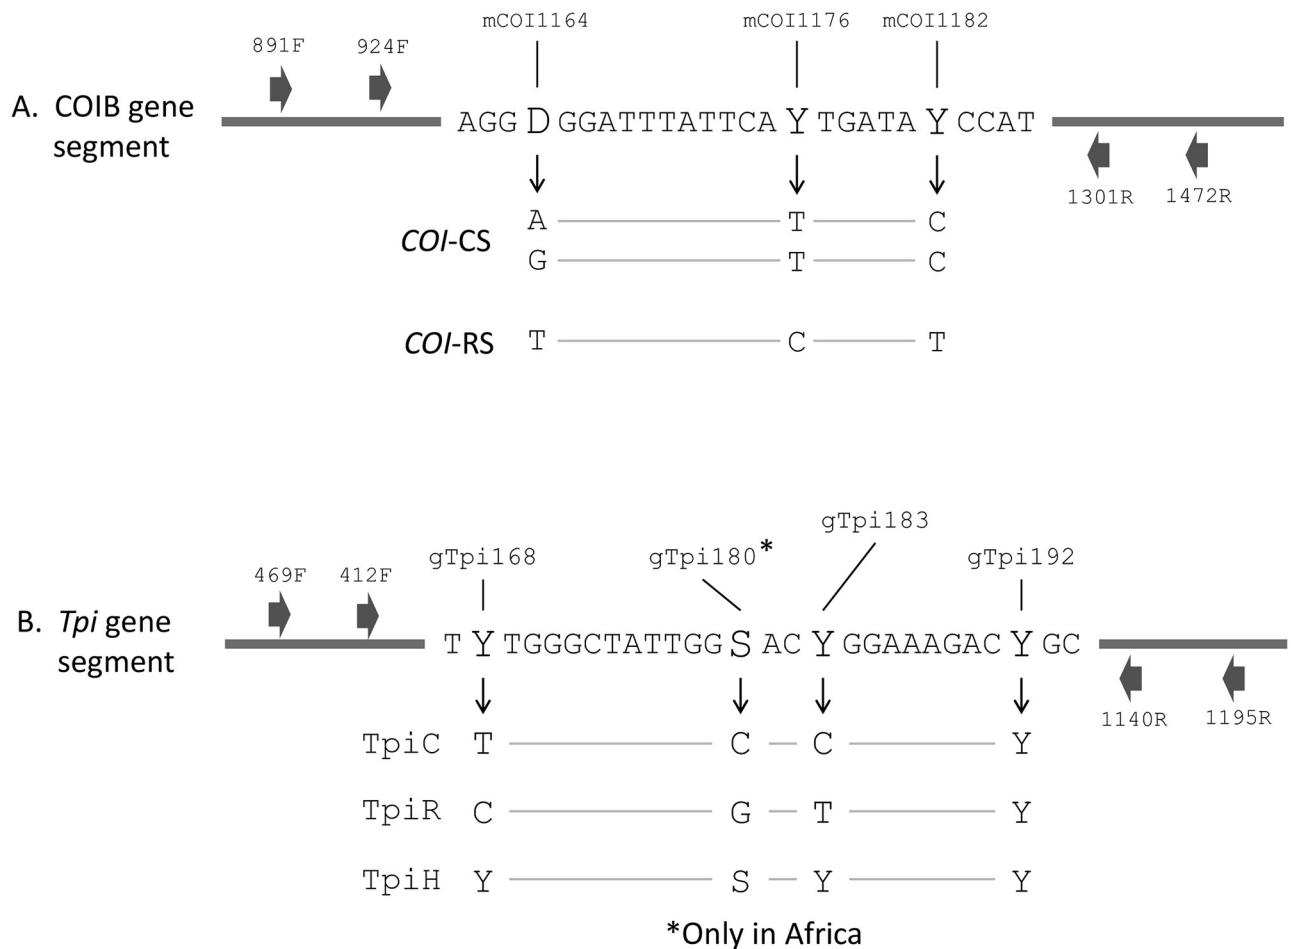 mCOI1164 mCOI1176 mCOI1182
891F 924F
A. COIB gene segment
AGG D GGATTTATTCA Y TGATA Y CCAT
1301R 1472R
COI-CS
A T C
G T C
COI-RS T C T
gTpi183
gTpi168 gTpi180* gTpi192
469F 412F
B. Tpi gene segment
T Y TGGGCTATTGG S ACY GGAAAGAC Y GC
1140R 1195R
TpiC T C C Y
TpiR C G T Y
TpiH Y S Y Y
*Only in Africa